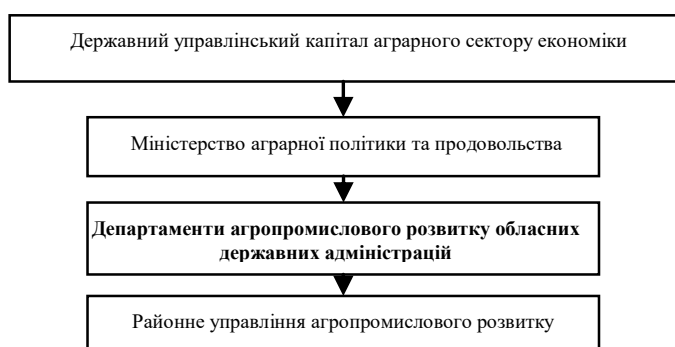 Державний управлінський капітал аграрного сектору економіки
Міністерство аграрної політики та продовольства
Департаменти агропромислового розвитку обласних
державних адміністрацій
Районне управління агропромислового розвитку